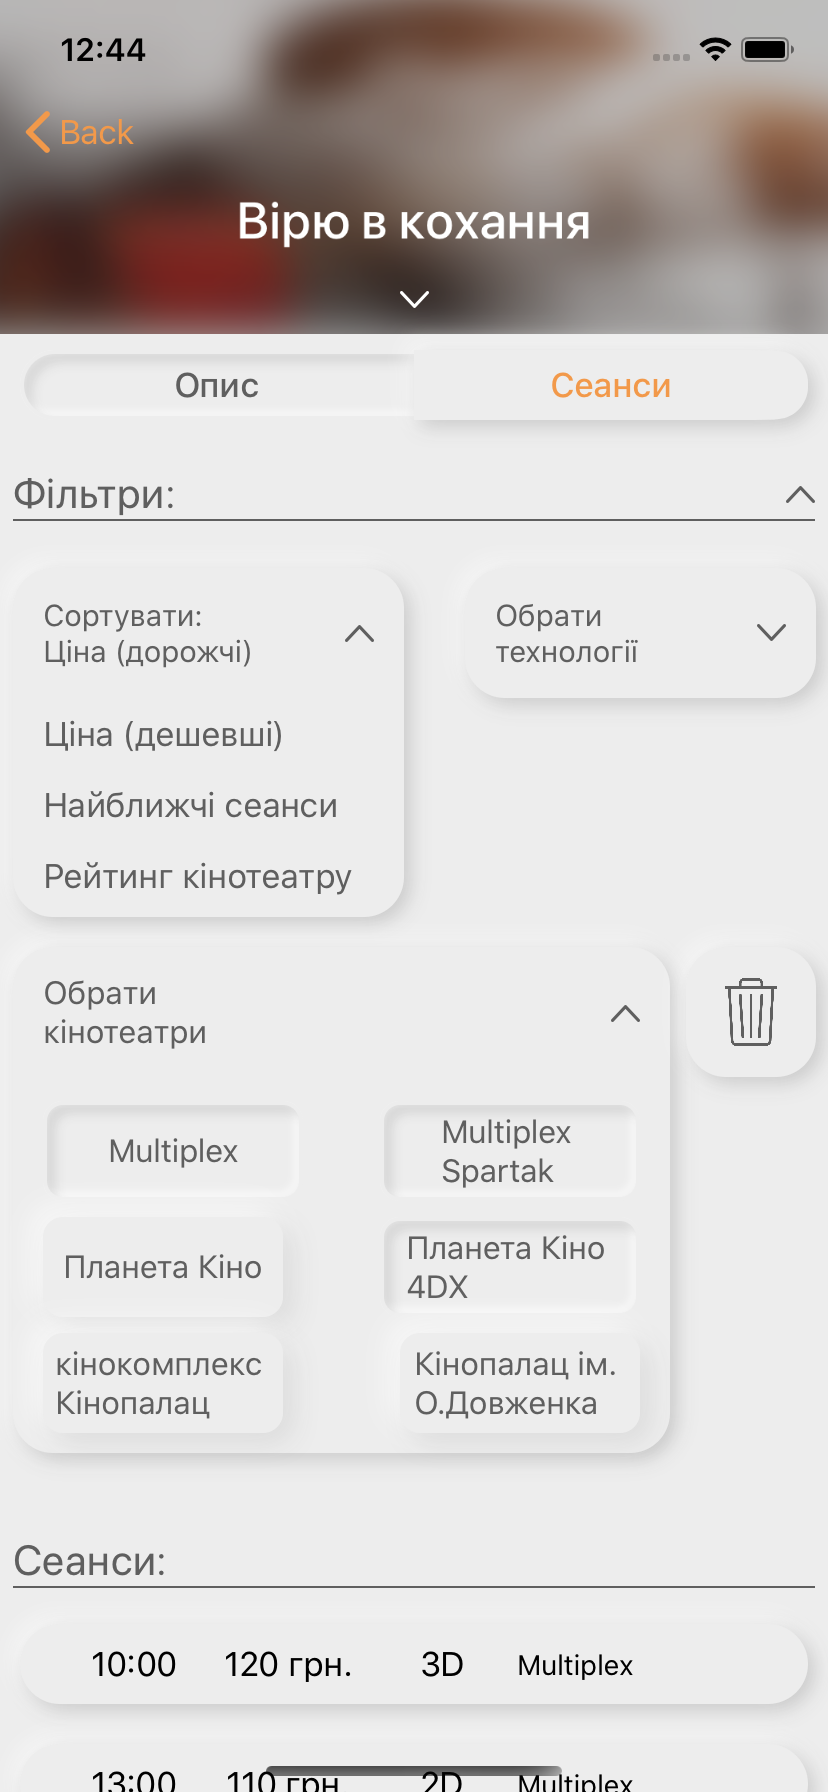 12:44
Back
Вірю в кохання
Опис
Сеанси
Фільтри:
Сортувати:
Ціна (дорожчі)
Обрати
технології
Ціна (дешевші)
Найближчі сеанси
Рейтинг кінотеатру
Обрати
кінотеатри
Multiplex
Multiplex
Spartak
Планета Кіно
Планета Кіно
4DX
кінокомплекс
Кінопалац
Кінопалац ім.
О.Довженка
Сеанси:
10:00 120 грн. 3D Multiplex
13:00 110 грн. 2D Multiplex